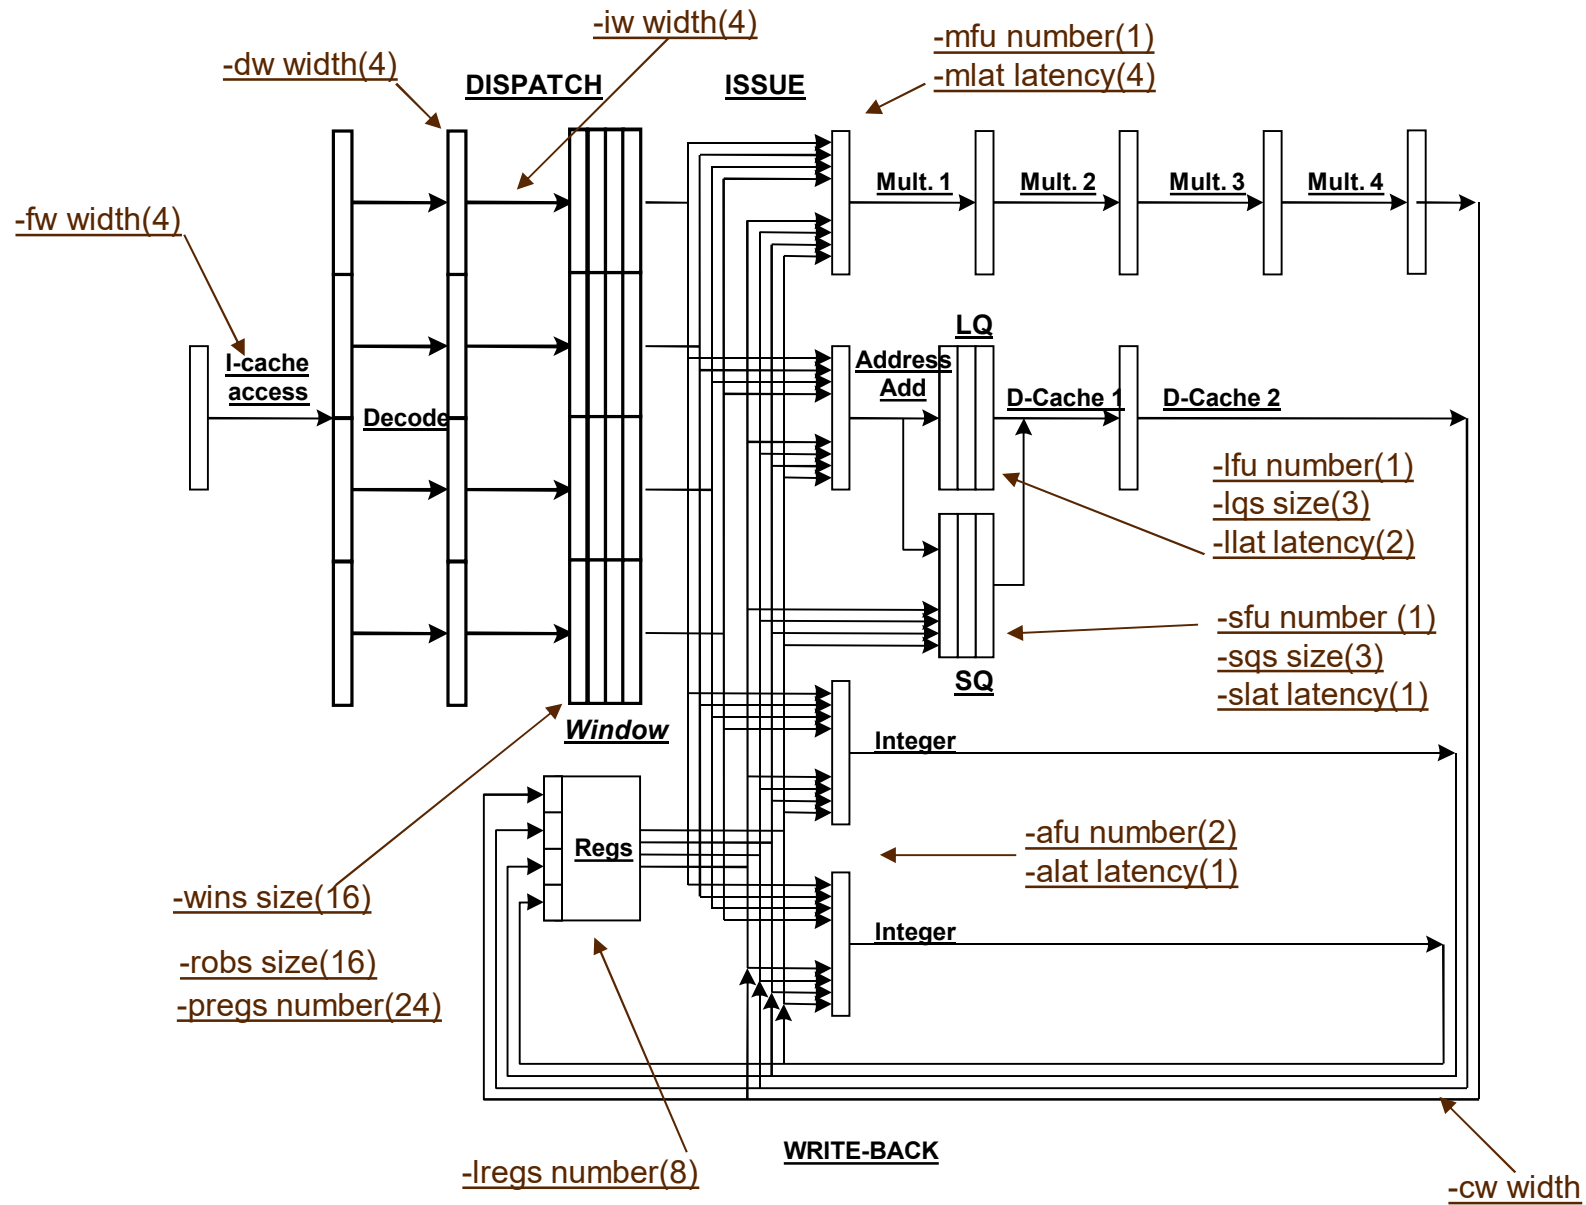 -iw width(4)
-mfu number(1)
-dw width(4)
-mlat latency(4)
DISPATCH
ISSUE
Mult. 1
Mult. 2
Mult. 3
Mult. 4
-fw width(4)
LQ
I-cache
access
Address
Add
D-Cache 1
D-Cache 2
Decode
-lfu number(1)
-lqs size(3)
-llat latency(2)
-sfu number (1)
-sqs size(3)
-slat latency(1)
SQ
Window
Integer
-afu number(2)
-alat latency(1)
Regs
-wins size(16)
-robs size(16)
-pregs number(24)
Integer
WRITE-BACK
-lregs number(8)
-cw width